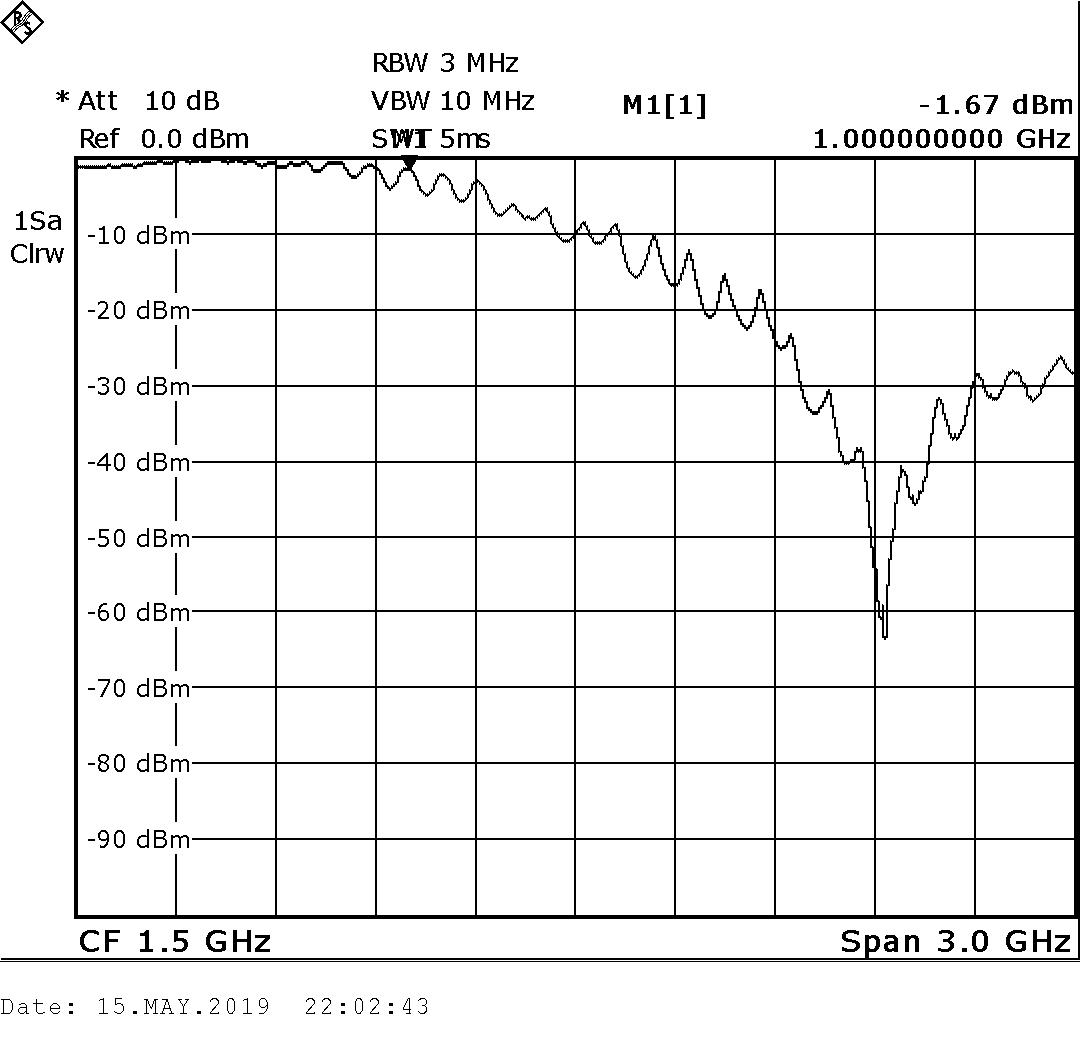 RS
RBW 3 MHz
* Att 10 dB VBW 10 MHz M1[1] -1.67 dBm
Ref 0.0 dBm SWT 5ms 1.000000000 GHz
M1
1Sa
Clrw
-10 dBm
-20 dBm
-30 dBm
-40 dBm
-50 dBm
-60 dBm
-70 dBm
-80 dBm
-90 dBm
CF 1.5 GHz Span 3.0 GHz
Date: 15.MAY.2019 22:02:43